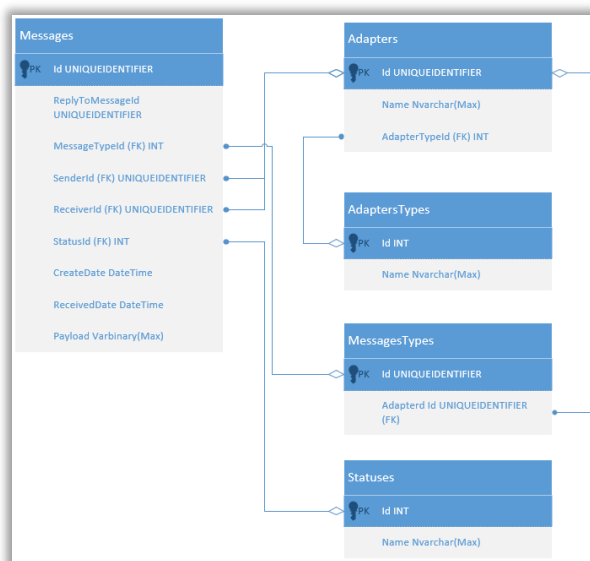 Messages
PK Id UNIQUEIDENTIFIER
ReplyToMessageId
UNIQUEIDENTIFIER
MessageTypeId (FK) INT
SenderId (FK) UNIQUEIDENTIFIER
ReceiverId (FK) UNIQUEIDENTIFIER
StatusId (FK) INT
CreateDate DateTime
ReceivedDate DateTime
Payload Varbinary(Max)
Adapters
PK Id UNIQUEIDENTIFIER
Name Nvarchar(Max)
AdapterTypeId (FK) INT
AdaptersTypes
PK Id INT
Name Nvarchar(Max)
MessagesTypes
PK Id UNIQUEIDENTIFIER
Adapterd Id UNIQUEIDENTIFIER
(FK)
Statuses
PK Id INT
Name Nvarchar(Max)